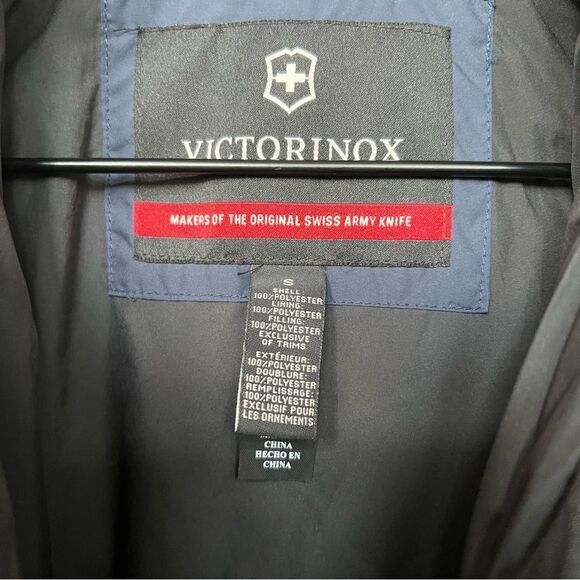 VICTORINOX
MAKERS OF THE ORIGINAL SWISS ARMY KNIFE
S
SHELL:
100%POLYESTER
LINING:
100%POLYESTER
FILLING:
100%POLYESTER
EXCLUSIVE
OF TRIMS
EXTÉRIEUR:
100%POLYESTER
DOUBLURE:
100%POLYESTER
REMPLISSAGE:
100%POLYESTER
EXCLUSIF POUR
LES ORNEMENTS
CHINA
HECHO EN
CHINA